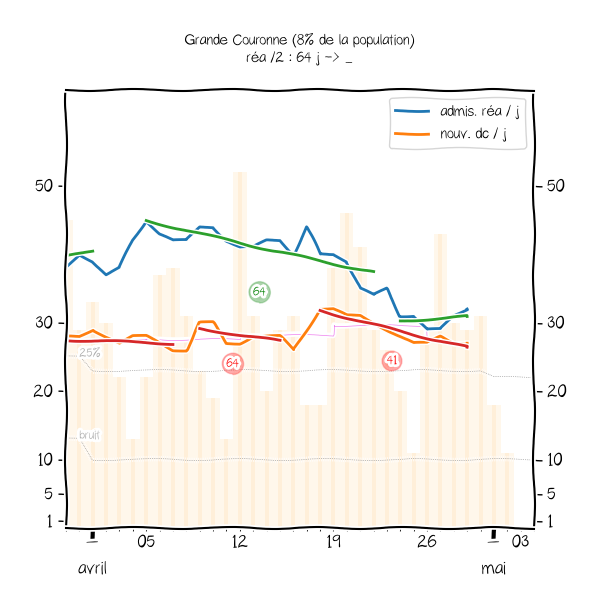 Grande Couronne (8% de la population)
réa /2 : 64 j -> _
admis. réa / j
nouv. dc / j
50 50
30 30
20 20
10 10
5 5
1 1
64
64
41
25%
bruit
05 12 19 26 03
avril mai